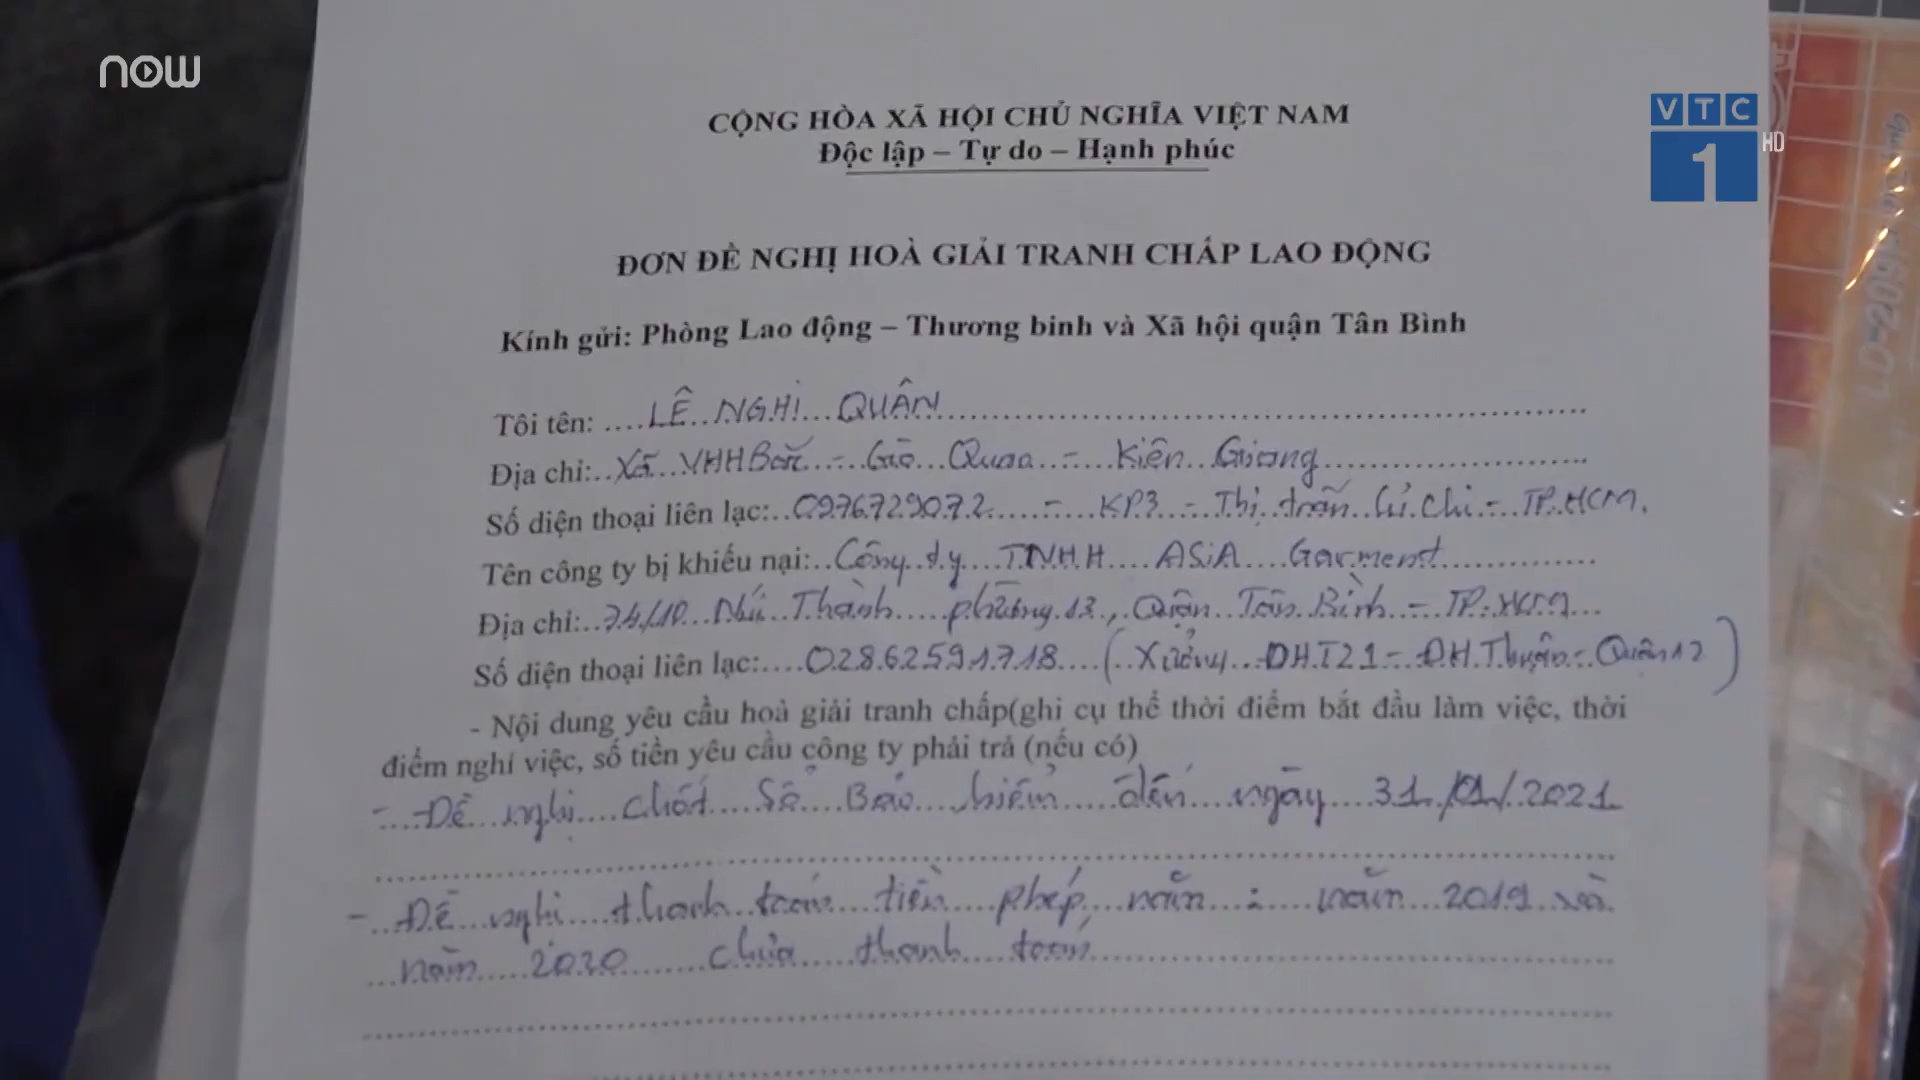 now
VTC
1 HD
CỘNG HÒA XÃ HỘI CHỦ NGHĨA VIỆT NAM
Độc lập – Tự do – Hạnh phúc
ĐƠN ĐỀ NGHỊ HOÀ GIẢI TRANH CHẤP LAO ĐỘNG
Kính gửi: Phòng Lao động – Thương binh và Xã hội quận Tân Bình
Tôi tên: LÊ NGHỊ QUÂN
Địa chỉ: Xã VHHBắc - Gò Quao - Kiên Giang
Số điện thoại liên lạc: 0976729072 - KP3 - Thị trấn Củ Chi - TP.HCM.
Tên công ty bị khiếu nại: Công ty TNHH ASIA Garment
Địa chỉ: Thành phường 13, Quận Tân Bình - TP.HCM
Số điện thoại liên lạc: 02862591718 (Xưởng ĐHT21 - ĐH.Thuận - Quận 12)
- Nội dung yêu cầu hoà giải tranh chấp(ghi cụ thể thời điểm bắt đầu làm việc, thời
điểm nghỉ việc, số tiền yêu cầu công ty phải trả (nếu có)
- Đề nghị chốt Sổ Bảo hiểm đến ngày 31/01/2021
- Đề nghị thanh toán tiền phép năm : năm 2019 và
năm 2020 chưa thanh toán